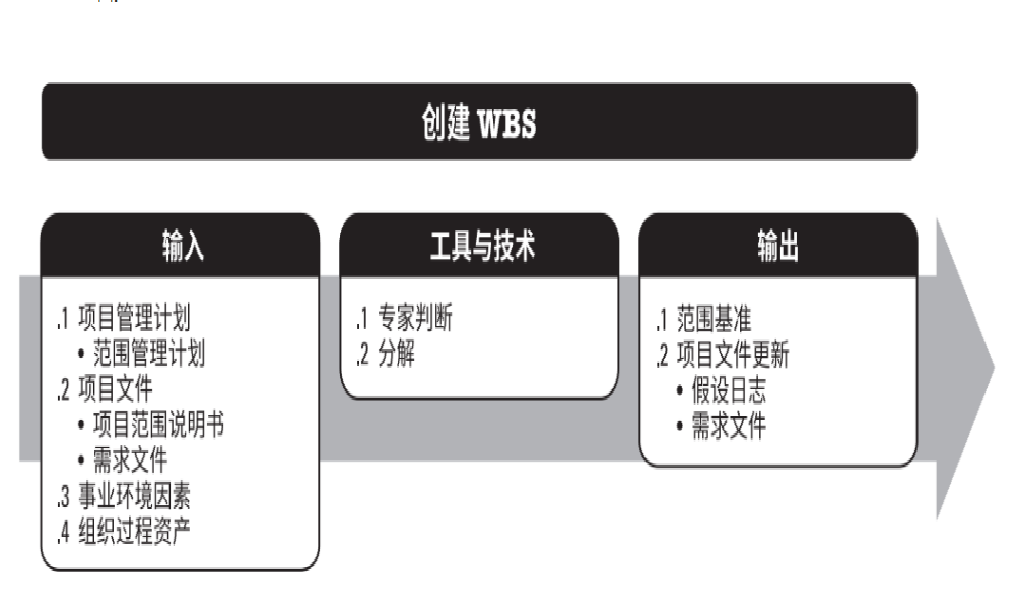 创建 WBS
输入
.1 项目管理计划
• 范围管理计划
.2 项目文件
• 项目范围说明书
• 需求文件
.3 事业环境因素
.4 组织过程资产
工具与技术
.1 专家判断
.2 分解
输出
.1 范围基准
.2 项目文件更新
• 假设日志
• 需求文件